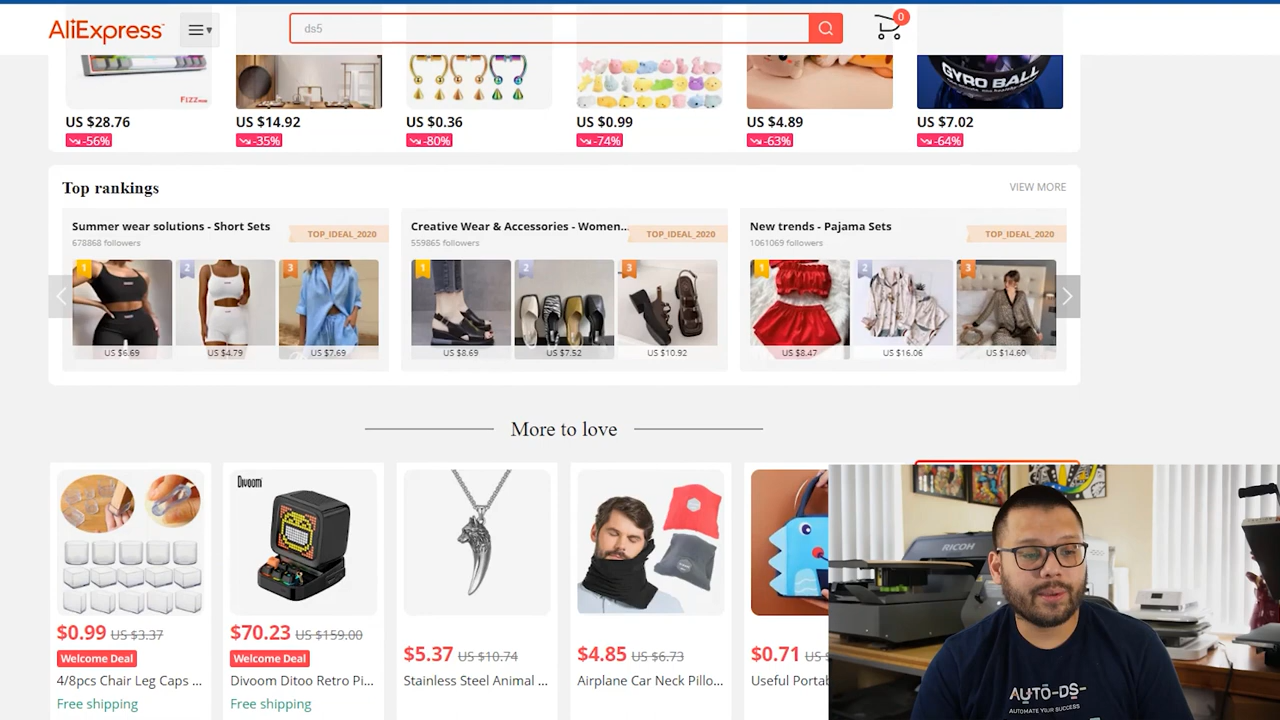 AliExpress
ds5
0
Fizz
GYRO BALL
US $28.76
US $14.92
US $0.36
US $0.99
US $4.89
US $7.02
-56%
-35%
-80%
-74%
-63%
-64%
Top rankings
VIEW MORE
Summer wear solutions - Short Sets
678868 followers
TOP_IDEAL_2020
1
2
3
US $6.69
US $4.79
US $7.69
Creative Wear & Accessories - Women...
559865 followers
TOP_IDEAL_2020
1
2
3
US $8.69
US $7.52
US $10.92
New trends - Pajama Sets
1061069 followers
TOP_IDEAL_2020
1
2
3
US $8.47
US $16.06
US $14.60
More to love
Divoom
$0.99 US $3.37
Welcome Deal
4/8pcs Chair Leg Caps ...
Free shipping
$70.23 US $159.00
Welcome Deal
Divoom Ditoo Retro Pi...
Free shipping
$5.37 US $10.74
Stainless Steel Animal ...
$4.85 US $6.73
Airplane Car Neck Pillo...
$0.71 US
Useful
RICOH
AUTO-DS-
AUTOMATE YOUR SUCCESS